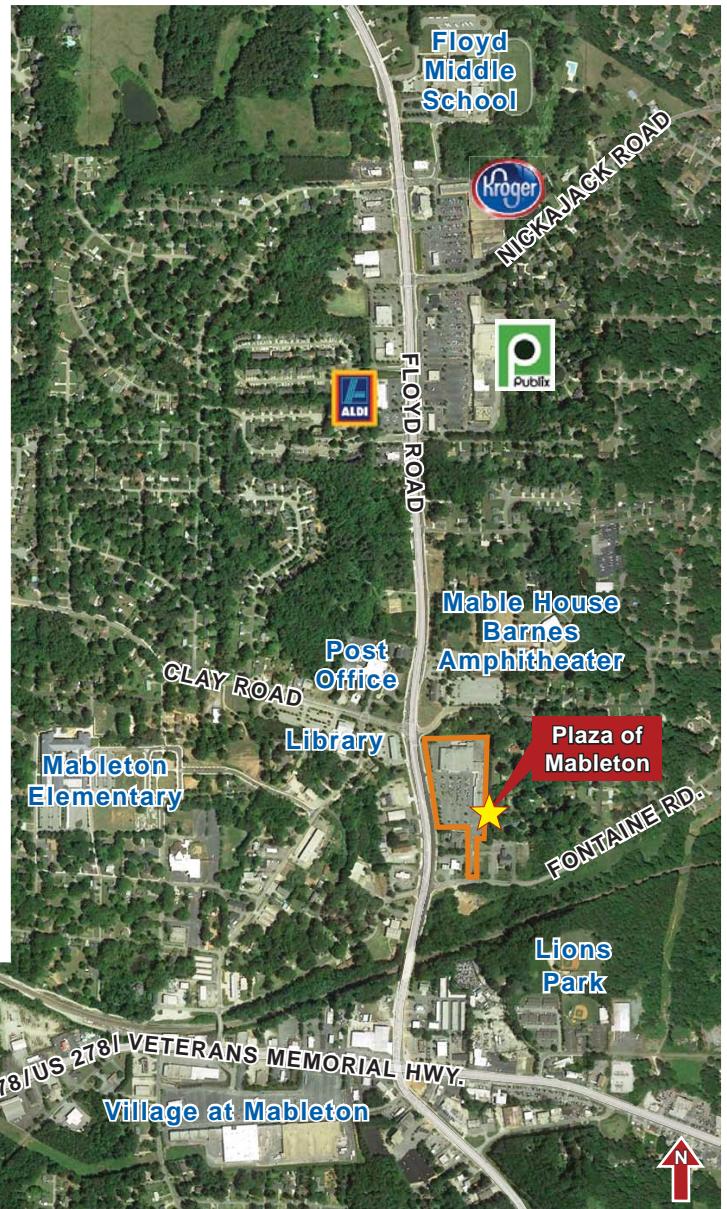 Floyd
Middle
School
Kroger
NICKAJACK ROAD
Publix
ALDI
FLOYD ROAD
Mable House
Barnes
Amphitheater
Post
Office
CLAY ROAD
Library
Plaza of
Mableton
Mableton
Elementary
FONTAINE RD.
Lions
Park
78/US 278/ VETERANS MEMORIAL HWY.
Village at Mableton
N